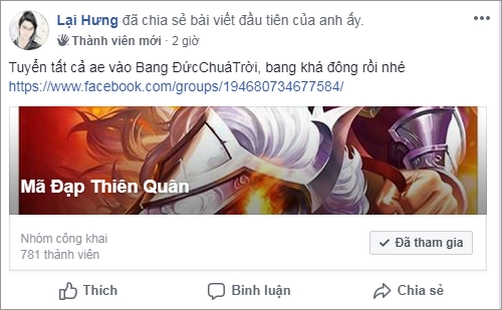 Lại Hưng đã chia sẻ bài viết đầu tiên của anh ấy.
Thành viên mới · 2 giờ
Tuyển tất cả ae vào Bang ĐứcChuáTrời, bang khá đông rồi nhé
https://www.facebook.com/groups/194680734677584/
Mã Đạp Thiên Quân
Nhóm công khai
781 thành viên
Đã tham gia
Thích
Bình luận
Chia sẻ